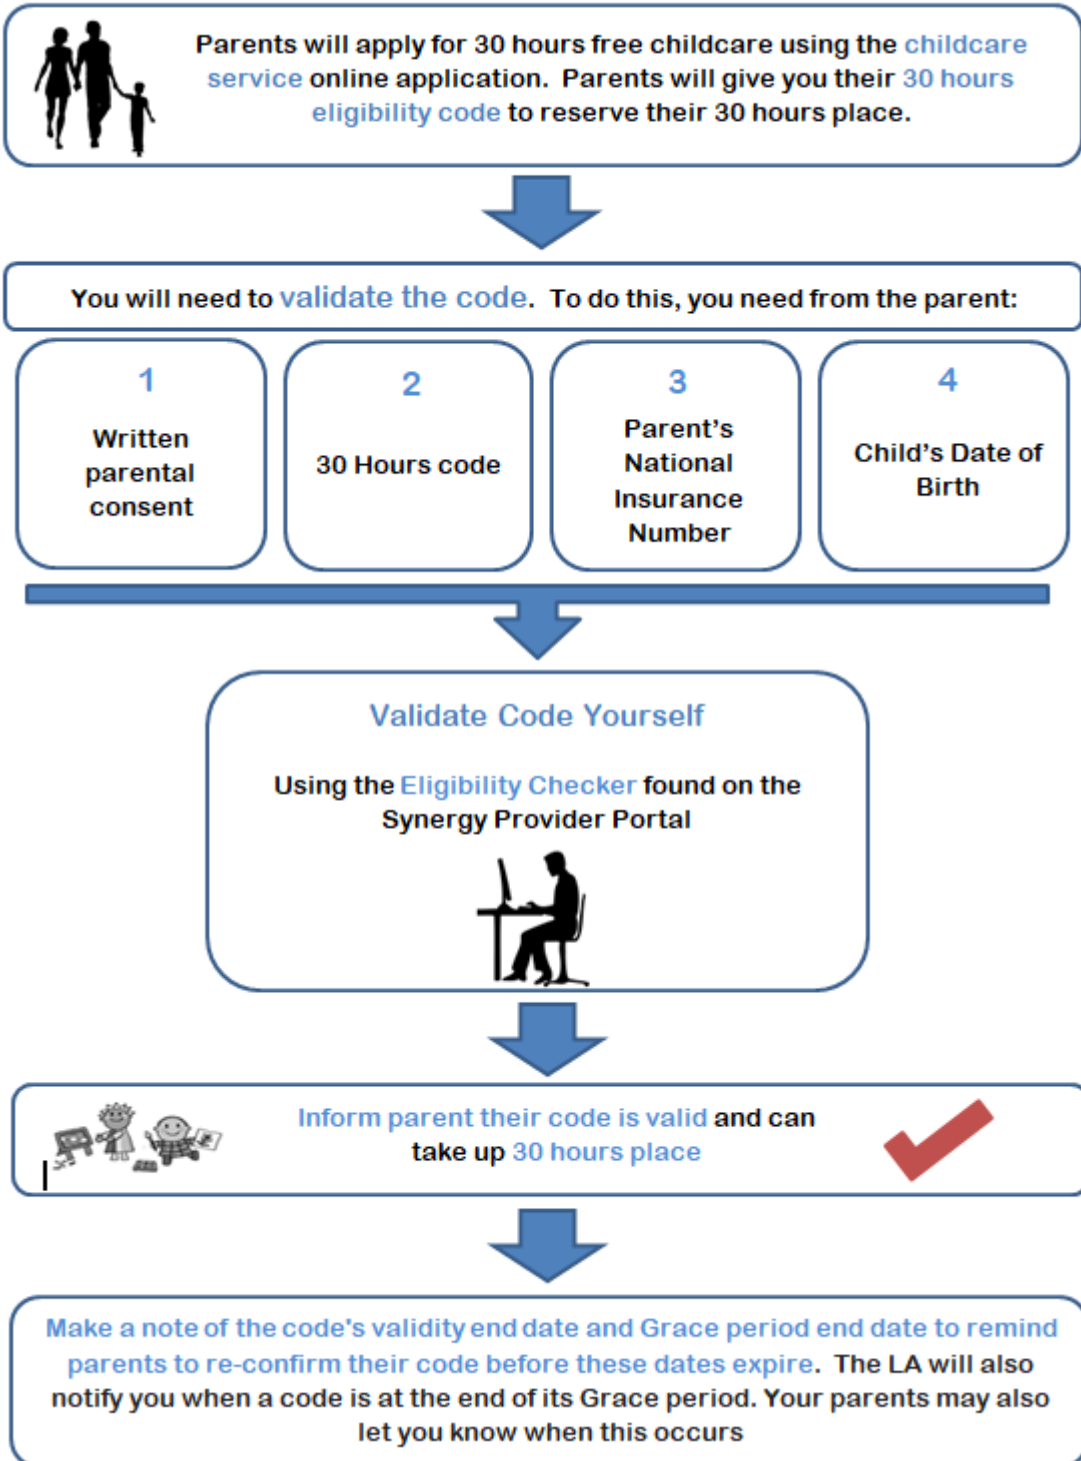 Parents will apply for 30 hours free childcare using the childcare
service online application.  Parents will give you their 30 hours
eligibility code to reserve their 30 hours place.
You will need to validate the code.  To do this, you need from the parent:
1
Written
parental
consent
2
30 Hours code
3
Parent’s
National
Insurance
Number
4
Child’s Date of
Birth
Validate Code Yourself
Using the Eligibility Checker found on the
Synergy Provider Portal
Inform parent their code is valid and can
take up 30 hours place
Make a note of the code's validity end date and Grace period end date to remind
parents to re-confirm their code before these dates expire.  The LA will also
notify you when a code is at the end of its Grace period. Your parents may also
let you know when this occurs